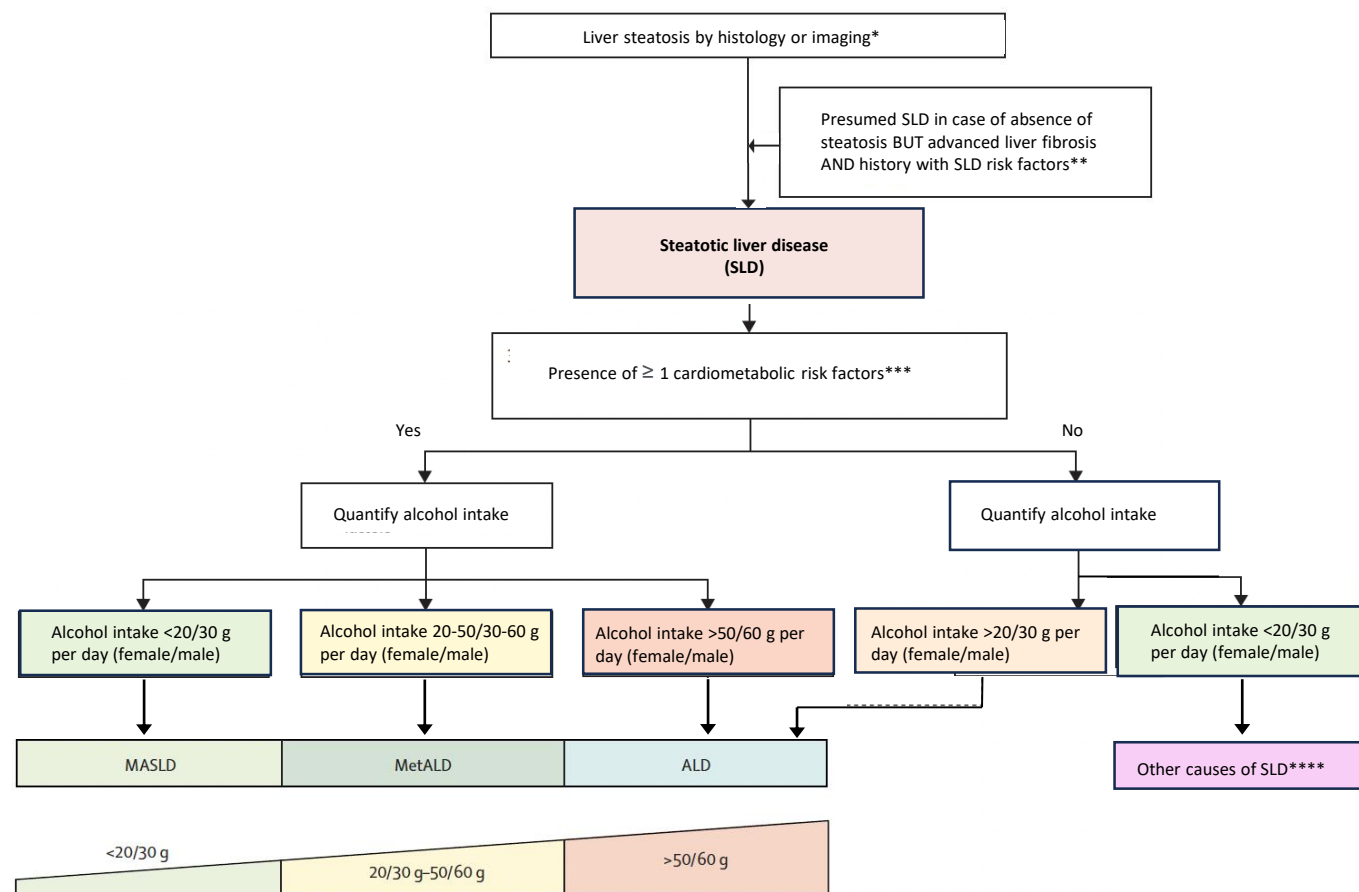 Liver steatosis by histology or imaging*
Presumed SLD in case of absence of
steatosis BUT advanced liver fibrosis
AND history with SLD risk factors**
Steatotic liver disease
(SLD)
Presence of ≥ 1 cardiometabolic risk factors***
Yes
No
Quantify alcohol intake
Quantify alcohol intake
Alcohol intake <20/30 g
per day (female/male)
Alcohol intake 20-50/30-60 g
per day (female/male)
Alcohol intake >50/60 g per
day (female/male)
Alcohol intake >20/30 g per
day (female/male)
Alcohol intake <20/30 g
per day (female/male)
MASLD
MetALD
ALD
Other causes of SLD****
<20/30 g
20/30 g–50/60 g
>50/60 g